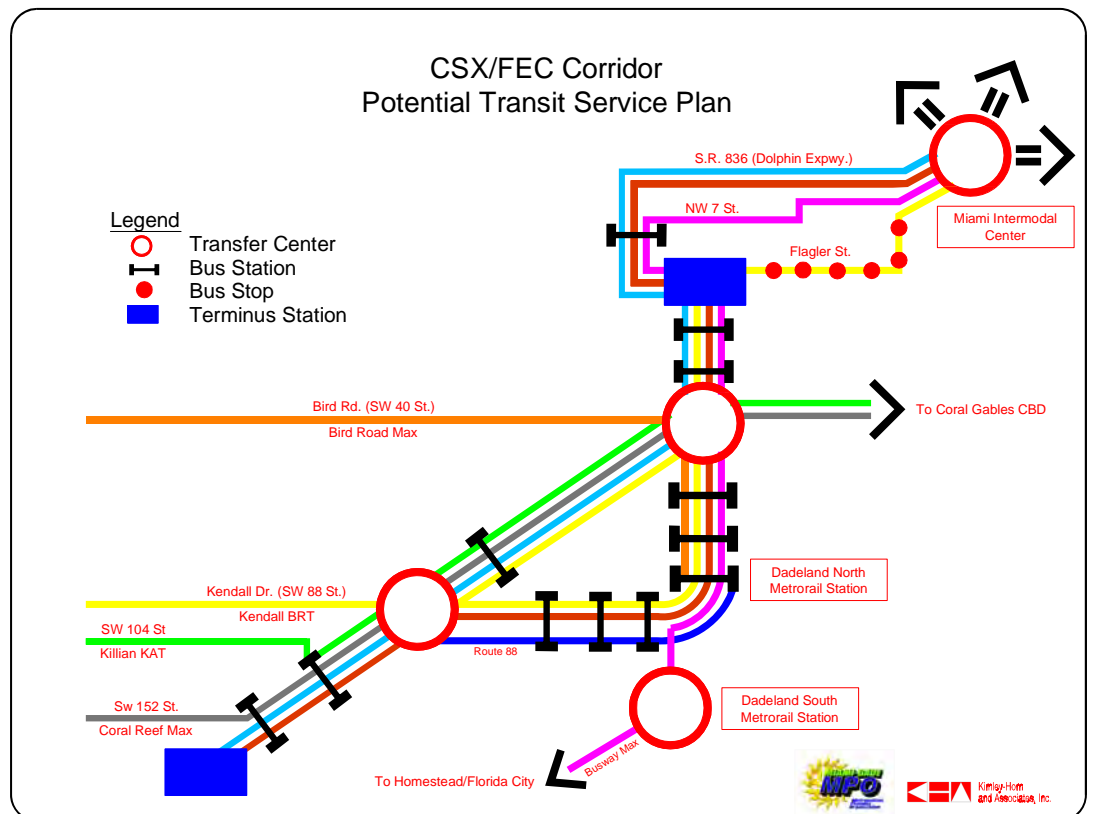 CSX/FEC Corridor
Potential Transit Service Plan
S.R. 836 (Dolphin Expwy.)
NW 7 St.
Miami Intermodal
Center
Legend
Transfer Center
Bus Station
Bus Stop
Terminus Station
Flagler St.
Bird Rd. (SW 40 St.)
Bird Road Max
To Coral Gables CBD
Dadeland North
Metrorail Station
Kendall Dr. (SW 88 St.)
Kendall BRT
SW 104 St
Killian KAT
Route 88
Sw 152 St.
Coral Reef Max
Dadeland South
Metrorail Station
Busway Max
To Homestead/Florida City
MPO
Kimley-Horn
and Associates, Inc.